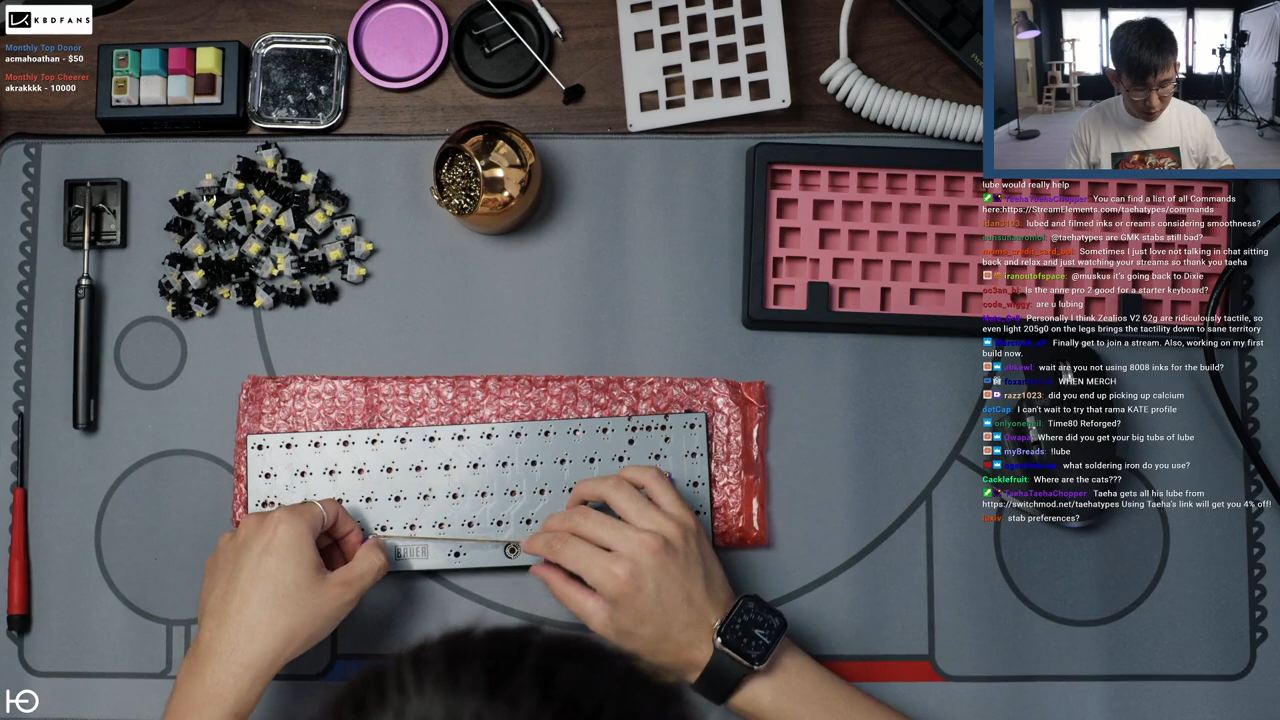 KBDFANS
Monthly Top Donor
acmahoathan - $50
Monthly Top Cheerer
akrakkkk - 10000
BAUER
lube would really help
TaehaTaehaChopper: You can find a list of all Commands
here:https://StreamElements.com/taehatypes/commands
lubed and filmed inks or creams considering smoothness?
@taehatypes are GMK stabs still bad?
Sometimes I just love not talking in chat sitting
back and relax and just watching your streams so thank you taeha
iranoutofspace: @muskus it's going back to Dixie
Is the anne pro 2 good for a starter keyboard?
code_wiggy: are u lubing
Personally I think Zealios V2 62g are ridiculously tactile, so
even light 205g0 on the legs brings the tactility down to sane territory
Finally get to join a stream. Also, working on my first
build now.
wait are you not using 8008 inks for the build?
WHEN MERCH
razz1023: did you end up picking up calcium
detCap: I can't wait to try that rama KATE profile
Time80 Reforged?
Where did you get your big tubs of lube
myBreads: !lube
what soldering iron do you use?
Cacklefruit: Where are the cats???
TaehaTaehaChopper: Taeha gets all his lube from
https://switchmod.net/taehatypes Using Taeha's link will get you 4% off!
stab preferences?